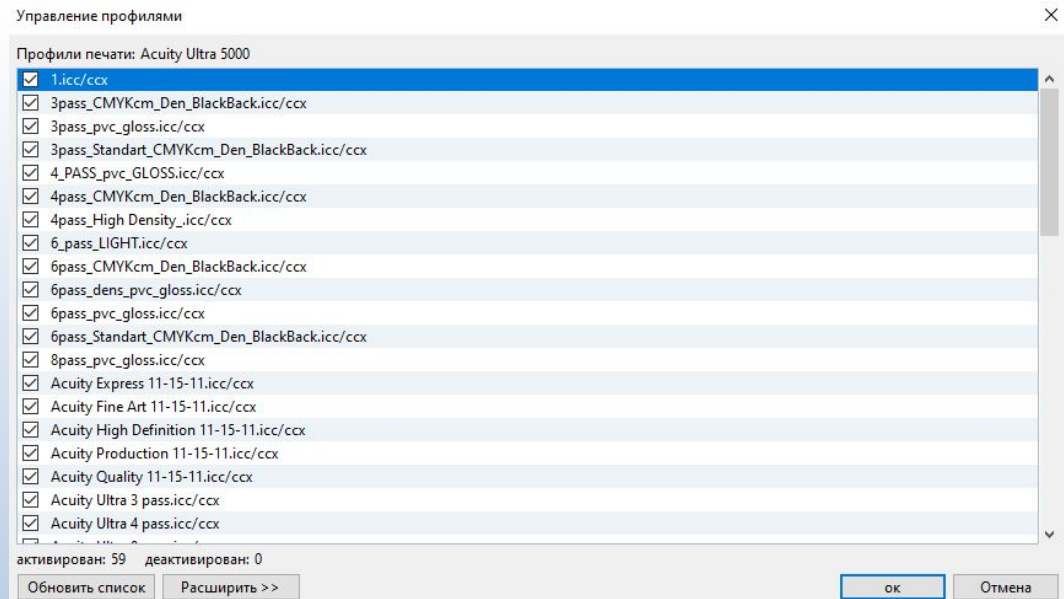 Управление профилями
Профили печати: Acuity Ultra 5000
1.icc/ccx
3pass_CMYKcm_Den_BlackBack.icc/ccx
3pass_pvc_gloss.icc/ccx
3pass_Standart_CMYKcm_Den_BlackBack.icc/ccx
4_PASS_pvc_GLOSS.icc/ccx
4pass_CMYKcm_Den_BlackBack.icc/ccx
4pass_High Density_.icc/ccx
6_pass_LIGHT.icc/ccx
6pass_CMYKcm_Den_BlackBack.icc/ccx
6pass_dens_pvc_gloss.icc/ccx
6pass_pvc_gloss.icc/ccx
6pass_Standart_CMYKcm_Den_BlackBack.icc/ccx
8pass_pvc_gloss.icc/ccx
Acuity Express 11-15-11.icc/ccx
Acuity Fine Art 11-15-11.icc/ccx
Acuity High Definition 11-15-11.icc/ccx
Acuity Production 11-15-11.icc/ccx
Acuity Quality 11-15-11.icc/ccx
Acuity Ultra 3 pass.icc/ccx
Acuity Ultra 4 pass.icc/ccx
активирован: 59 деактивирован: 0
Обновить список Расширить >> ок Отмена